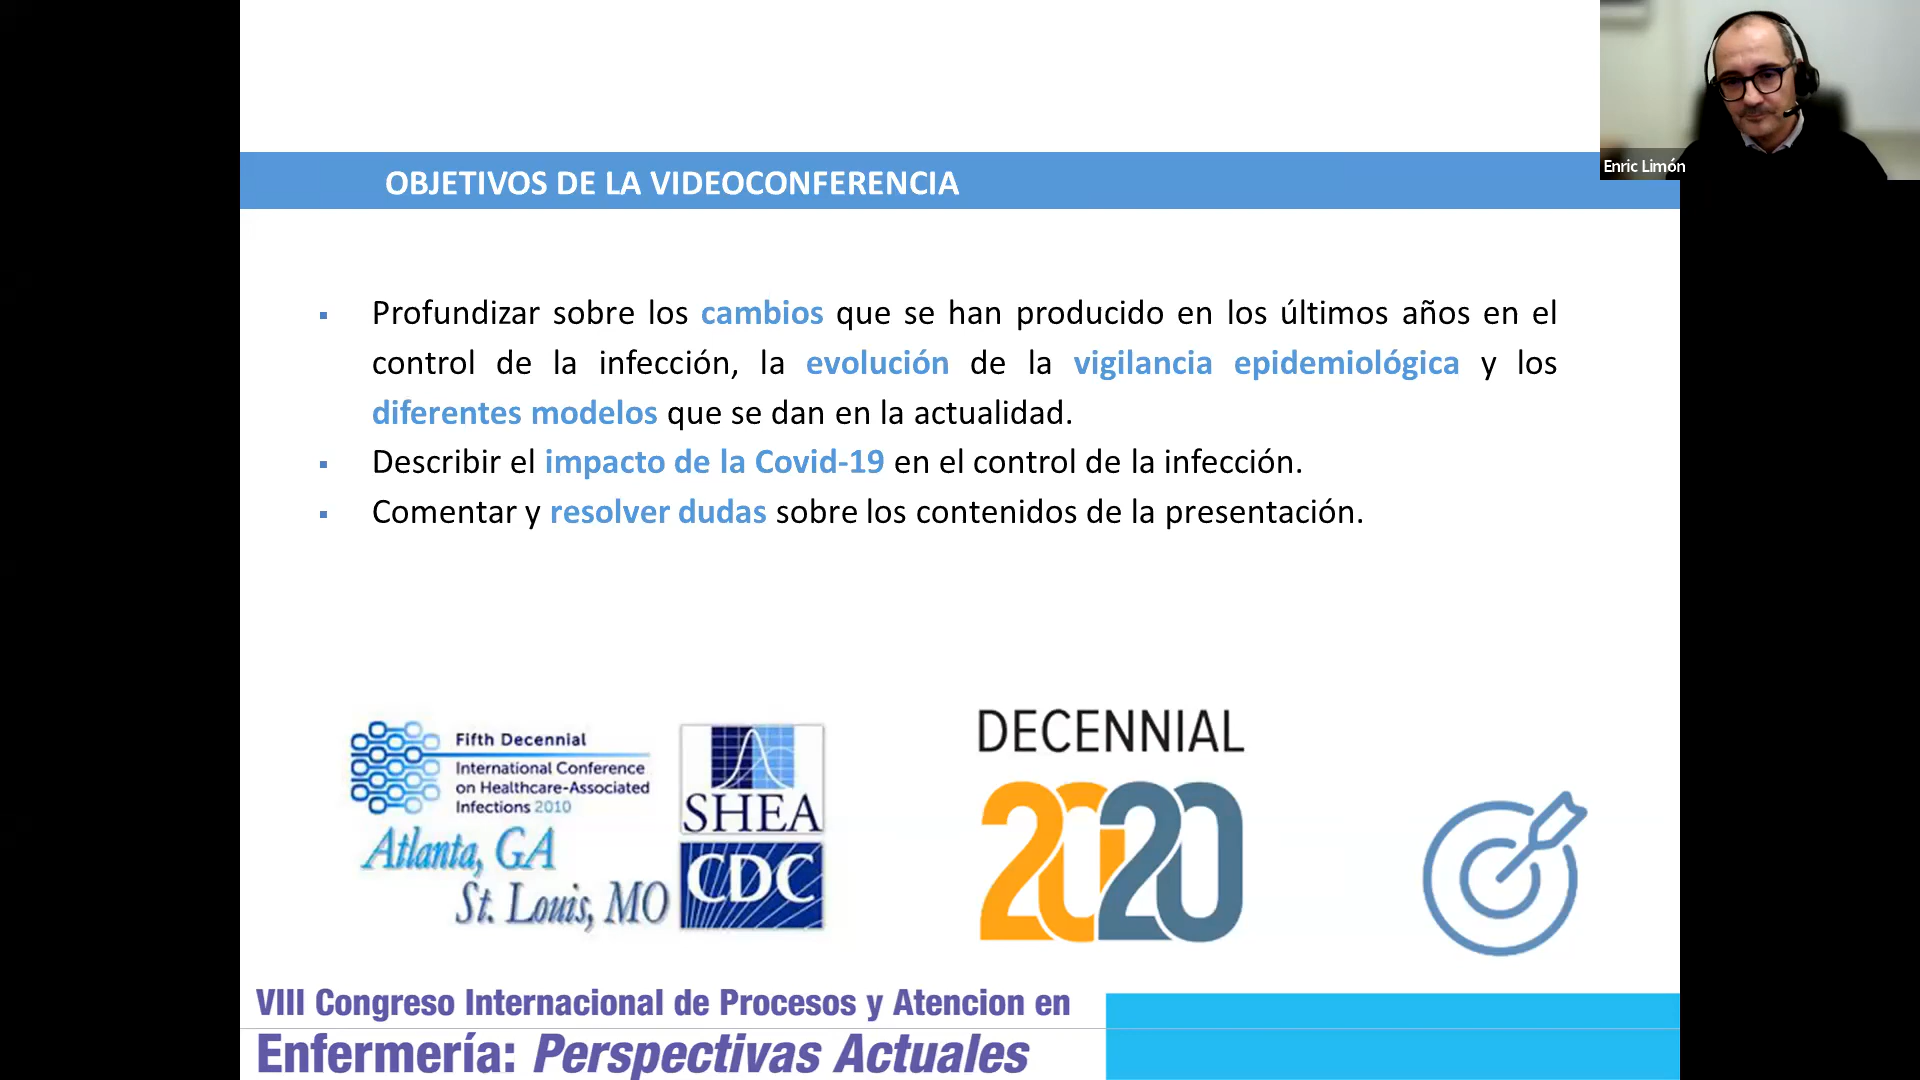 Enric Limón
OBJETIVOS DE LA VIDEOCONFERENCIA
▪ Profundizar sobre los cambios que se han producido en los últimos años en el
control de la infección, la evolución de la vigilancia epidemiológica y los
diferentes modelos que se dan en la actualidad.
▪ Describir el impacto de la Covid-19 en el control de la infección.
▪ Comentar y resolver dudas sobre los contenidos de la presentación.
Fifth Decennial
International Conference
on Healthcare-Associated
Infections 2010
Atlanta, GA
St. Louis, MO
SHEA
CDC
DECENNIAL
2020
VIII Congreso Internacional de Procesos y Atencion en
Enfermería: Perspectivas Actuales